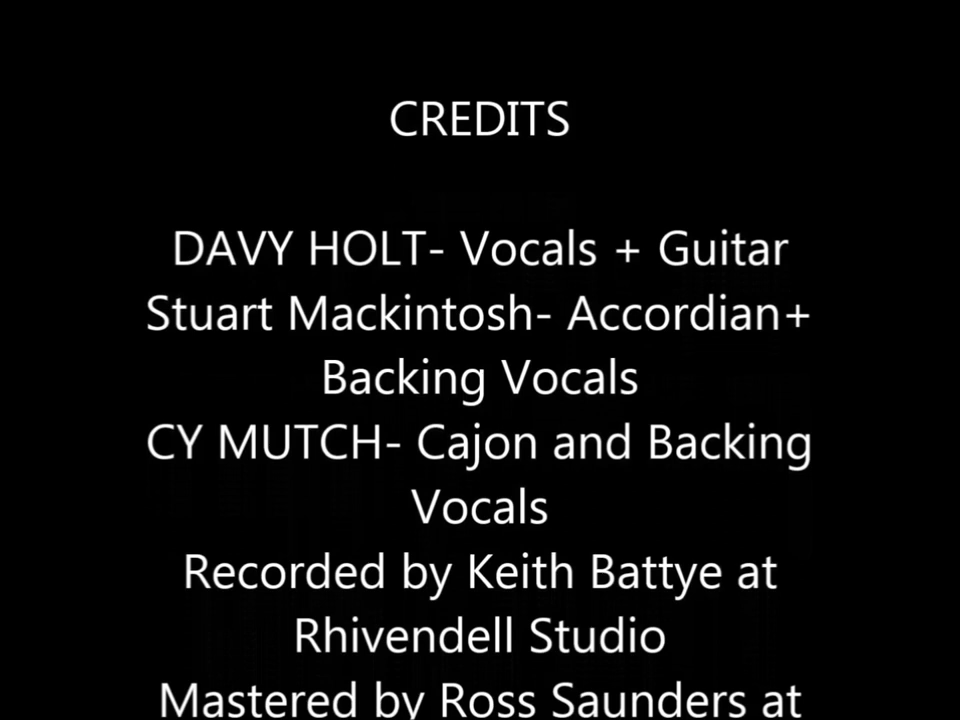 CREDITS
DAVY HOLT- Vocals + Guitar
Stuart Mackintosh- Accordian+
Backing Vocals
CY MUTCH- Cajon and Backing
Vocals
Recorded by Keith Battye at
Rhivendell Studio
Mastered by Ross Saunders at